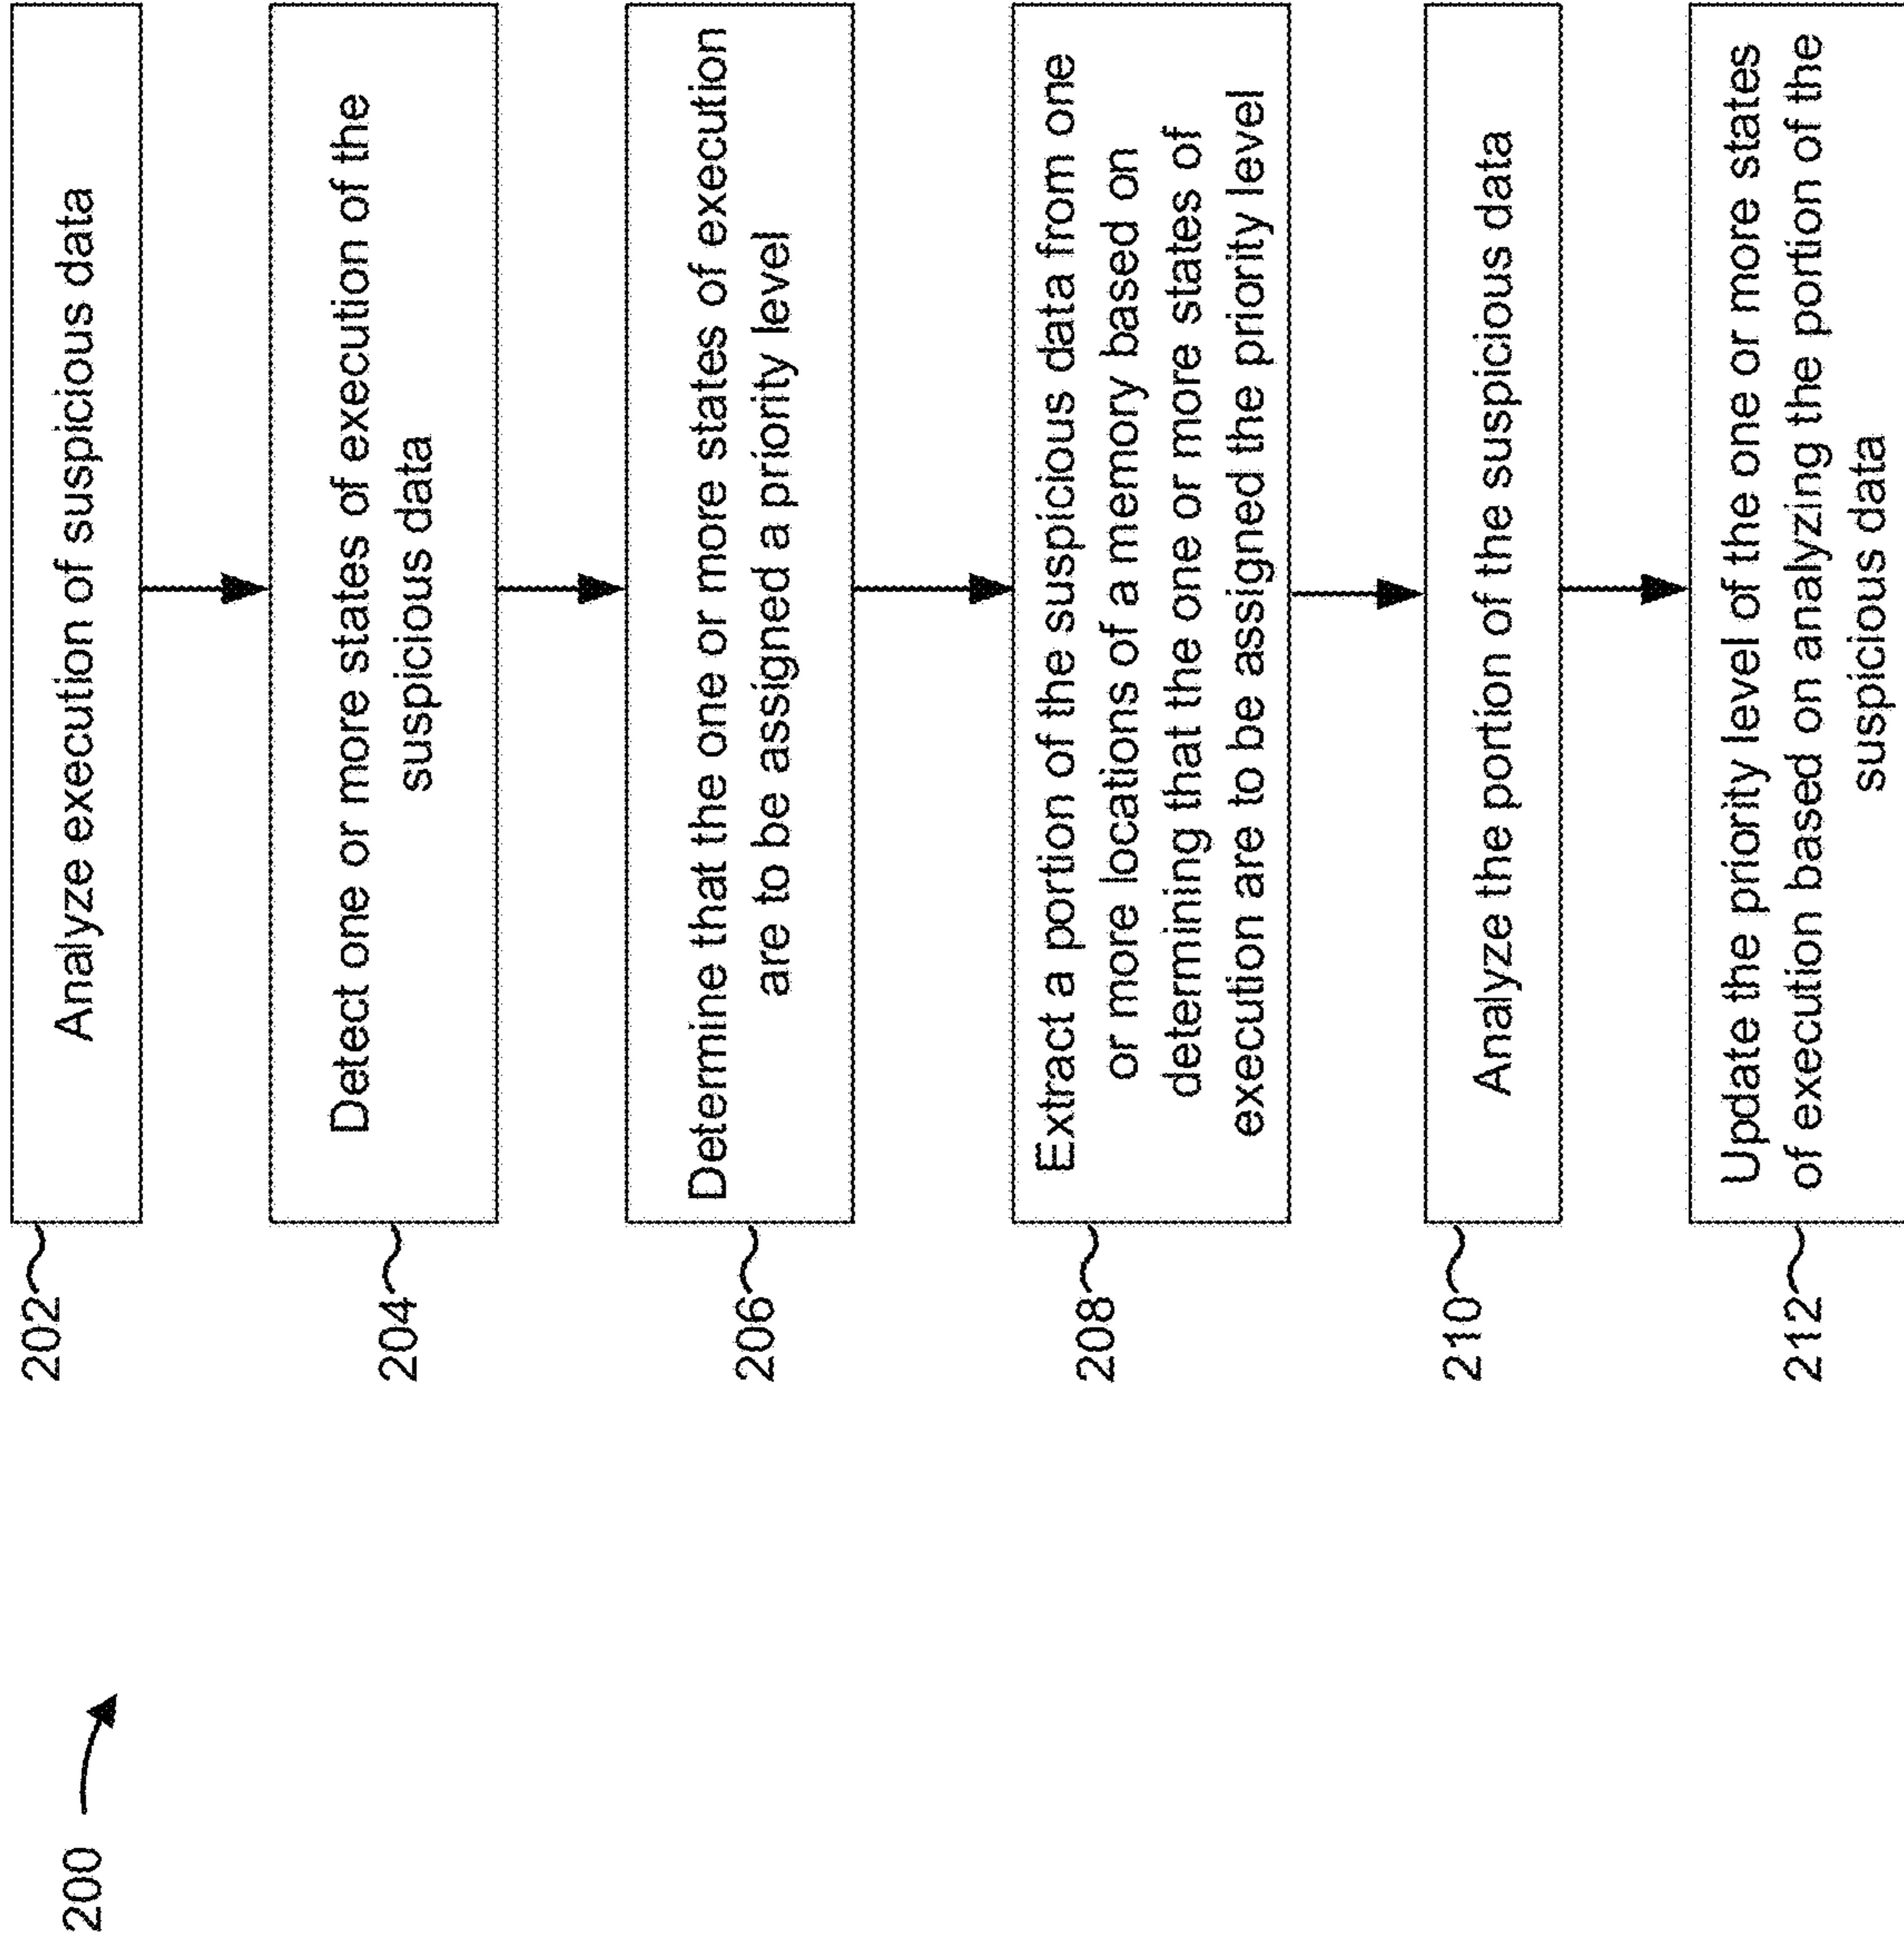 200
202
Analyze execution of suspicious data
204
Detect one or more states of execution of the
suspicious data
206
Determine that the one or more states of execution
are to be assigned a priority level
208
Extract a portion of the suspicious data from one
or more locations of a memory based on
determining that the one or more states of
execution are to be assigned the priority level
210
Analyze the portion of the suspicious data
212
Update the priority level of the one or more states
of execution based on analyzing the portion of the
suspicious data